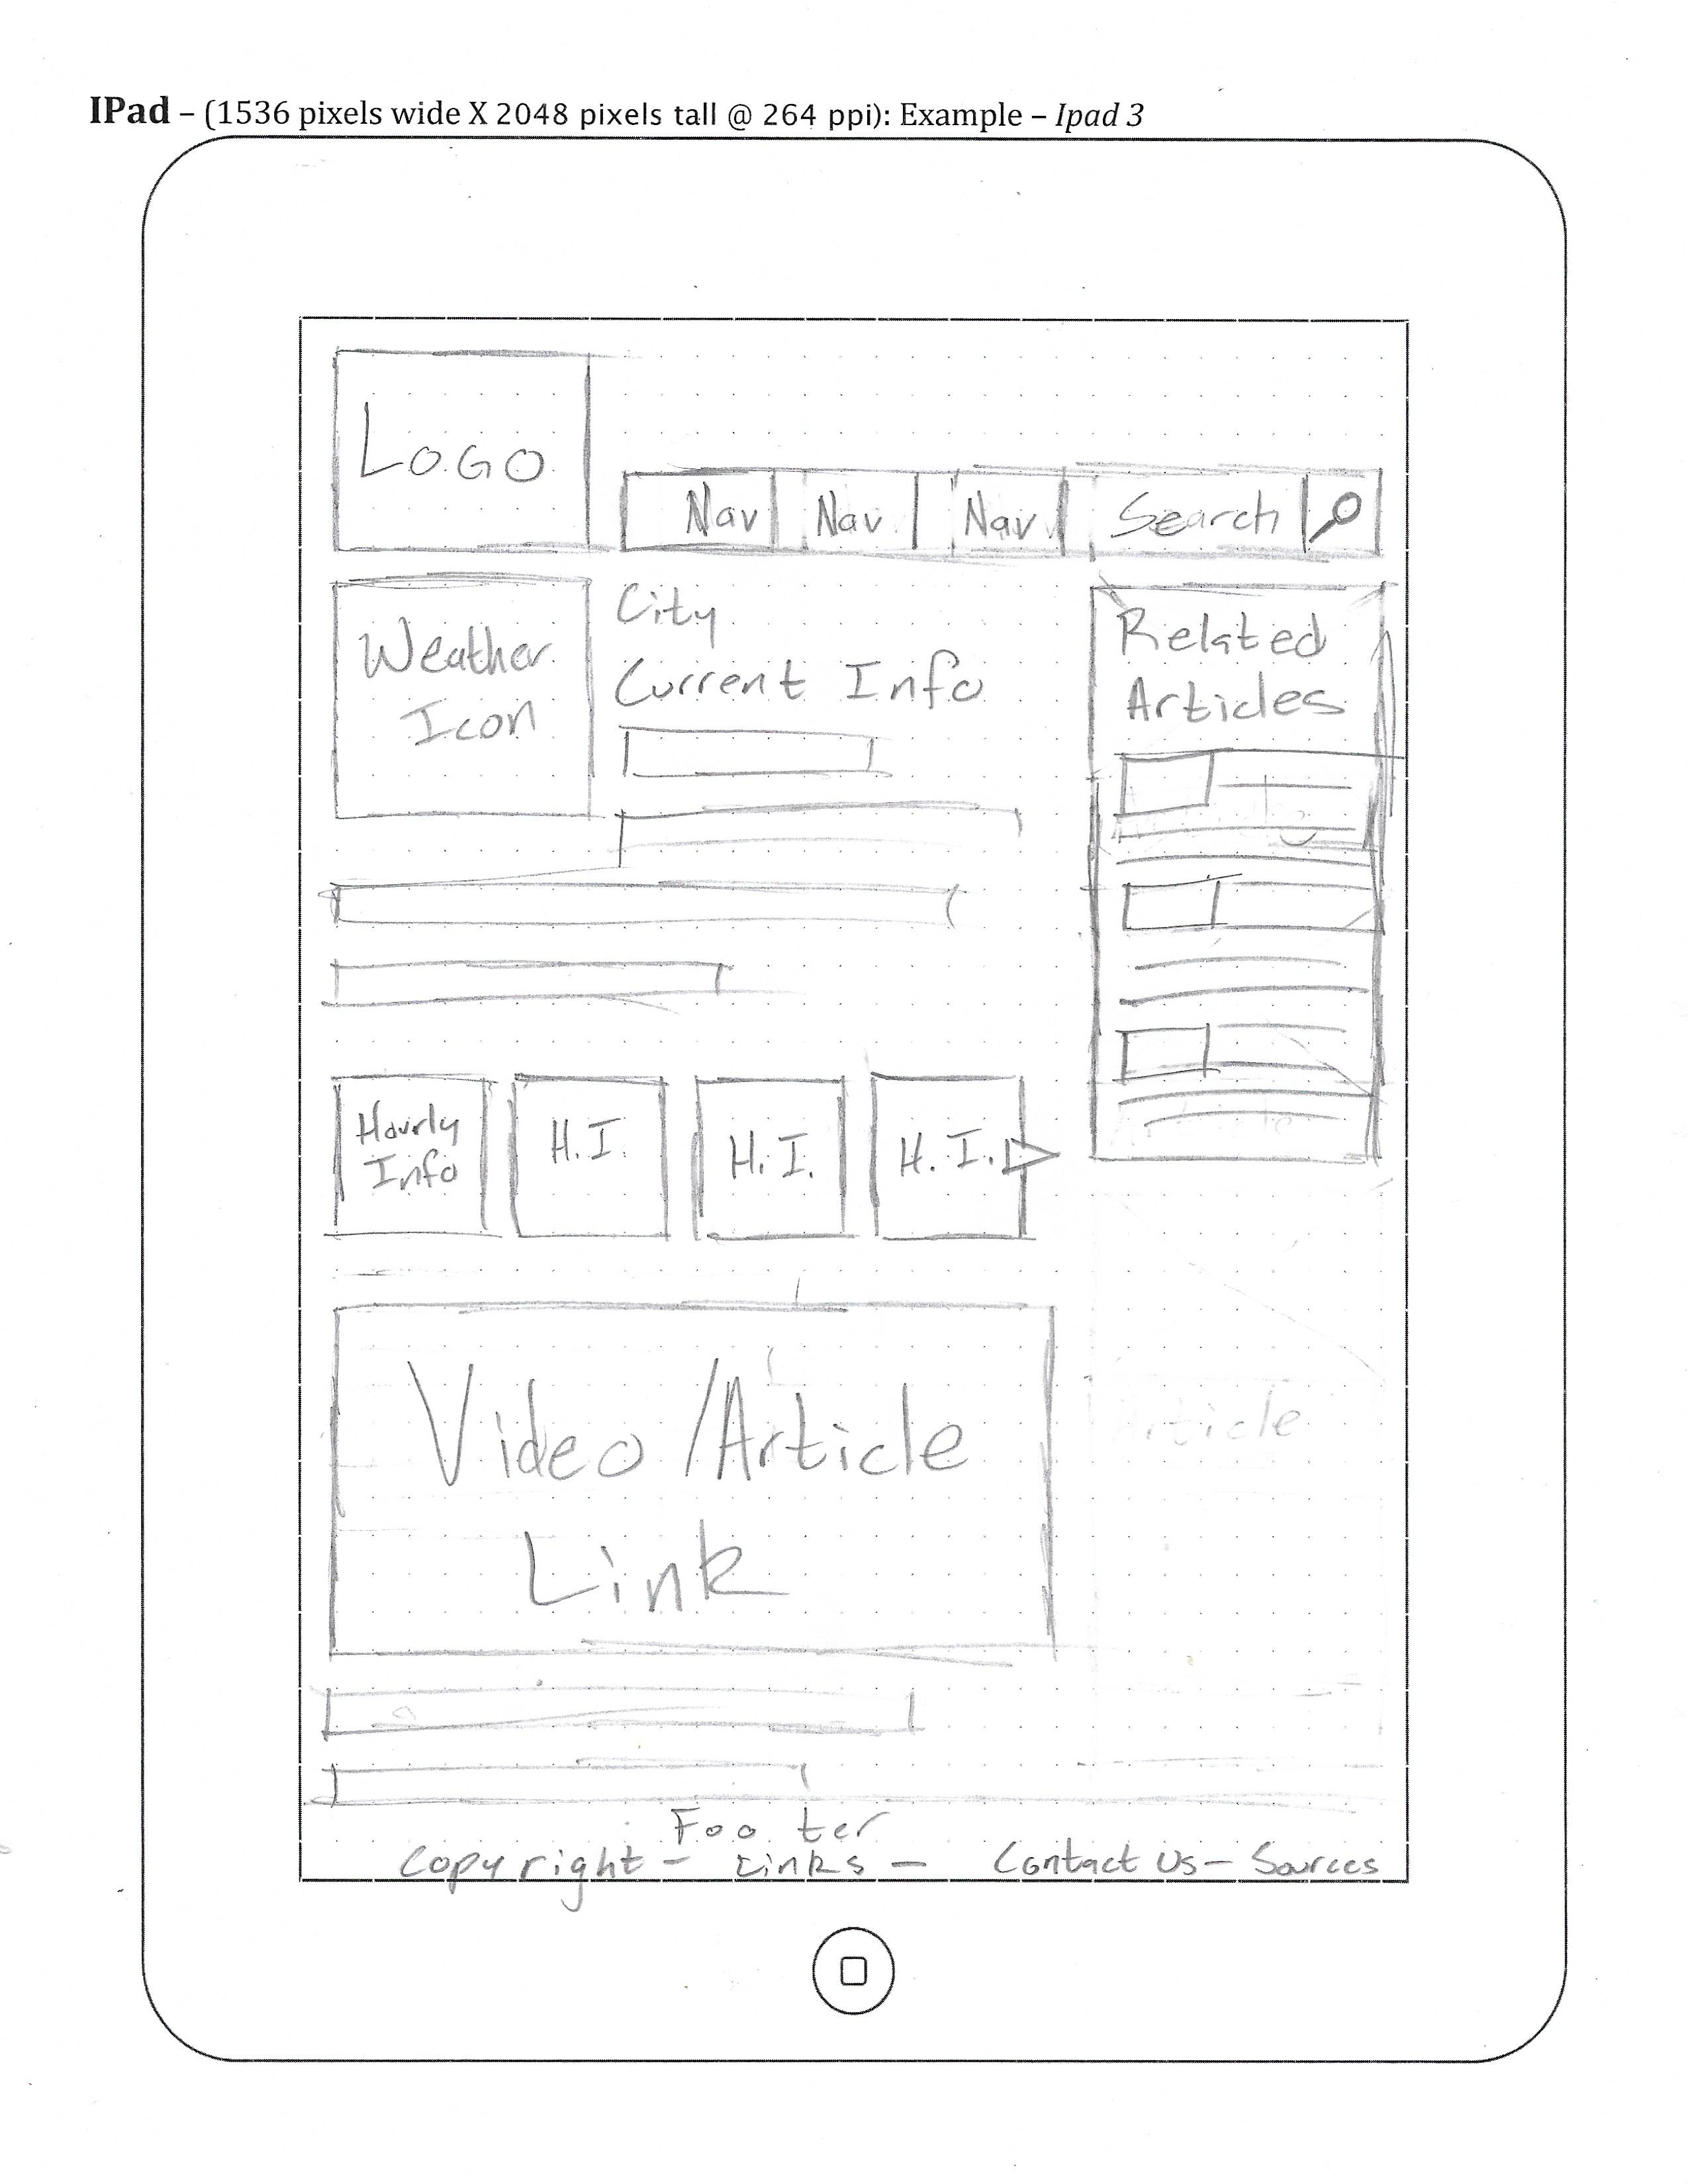 IPad – (1536 pixels wide X 2048 pixels tall @ 264 ppi): Example – Ipad 3
LOGO
Nav Nav Nav Search
Weather
Icon
City
Current Info
Related
Articles
Hourly
Info
H.I.
H.I.
H.I.
Video/Article
Link
Article
Footer
Copyright – Links – Contact Us – Sources